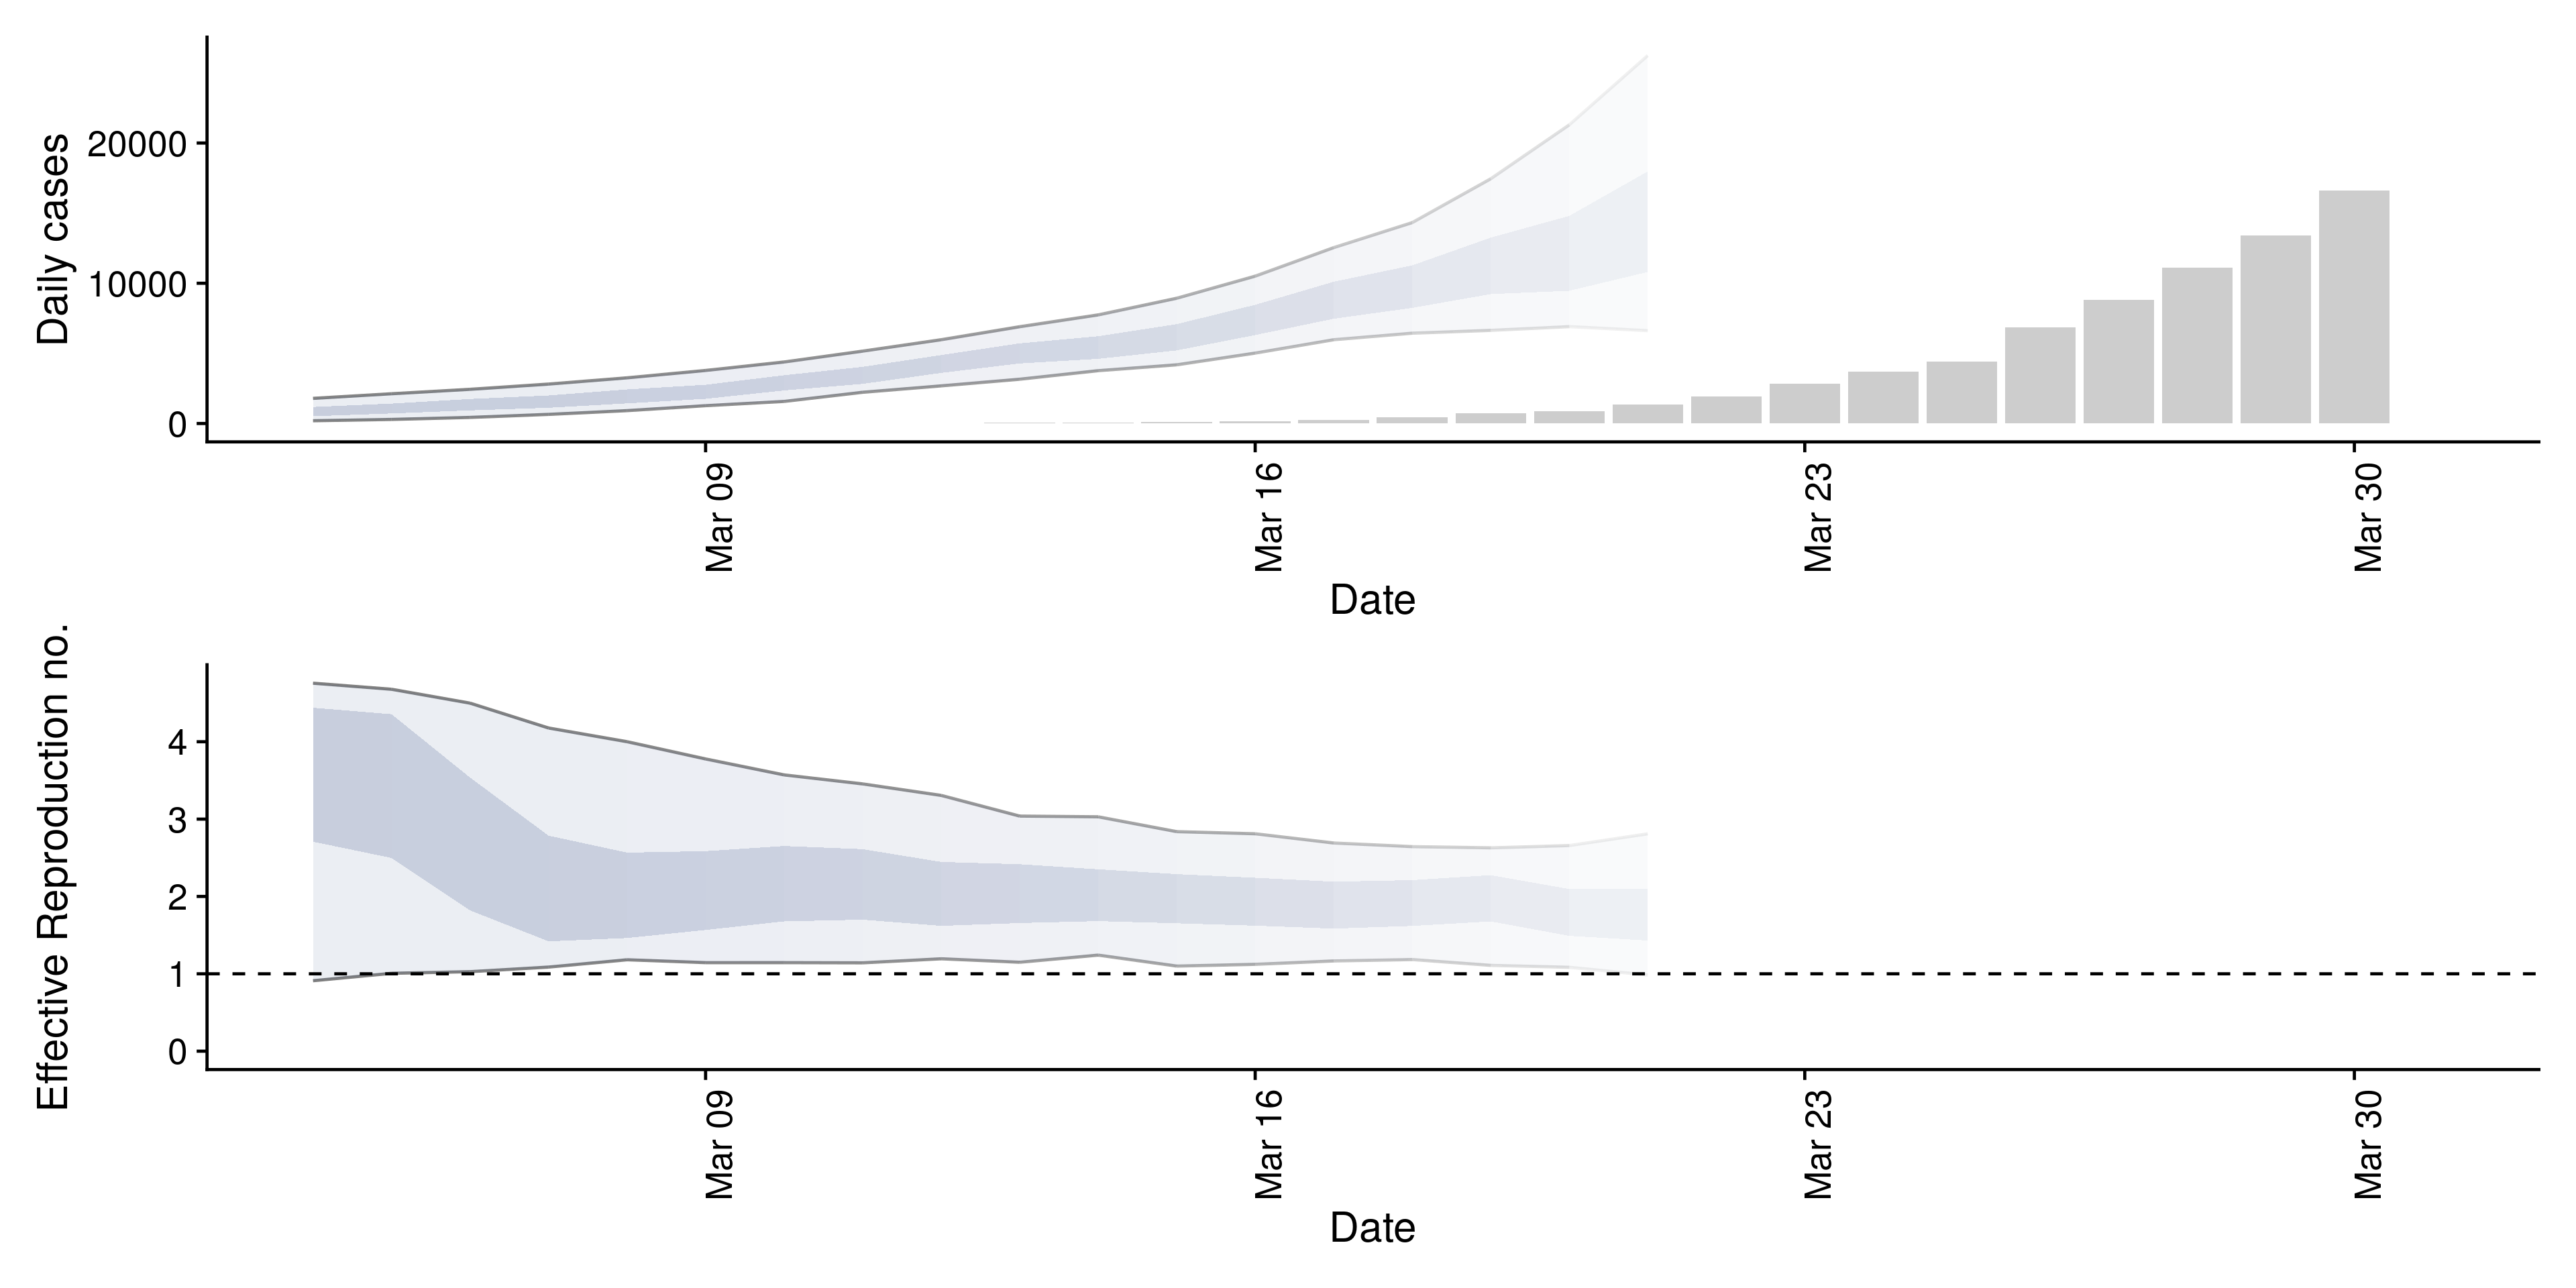 Daily cases
20000
10000
0
Mar 09
Mar 16
Mar 23
Mar 30
Date
Effective Reproduction no.
4
3
2
1
0
Mar 09
Mar 16
Mar 23
Mar 30
Date